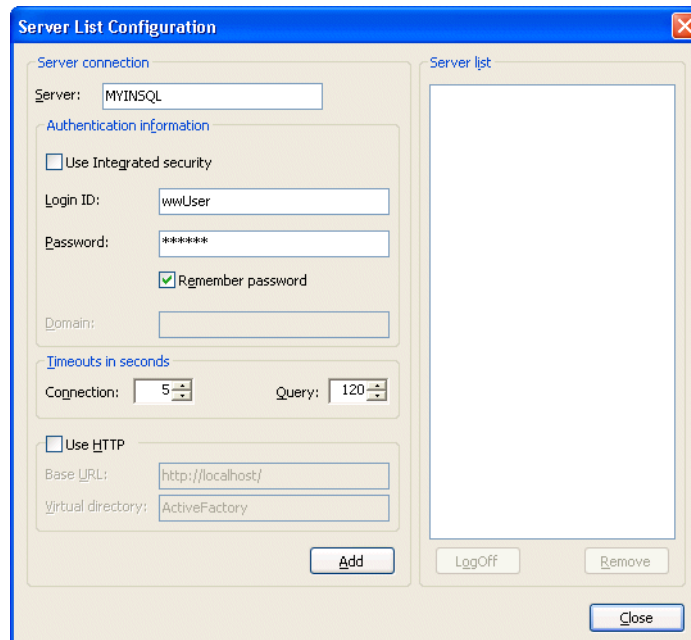 Server List Configuration
Server connection
Server: MYINSQL
Authentication information
Use Integrated security
Login ID: wwUser
Password: ******
Remember password
Domain:
Timeouts in seconds
Connection: 5 Query: 120
Use HTTP
Base URL: http://localhost/
Virtual directory: ActiveFactory
Add
Server list
LogOff Remove
Close